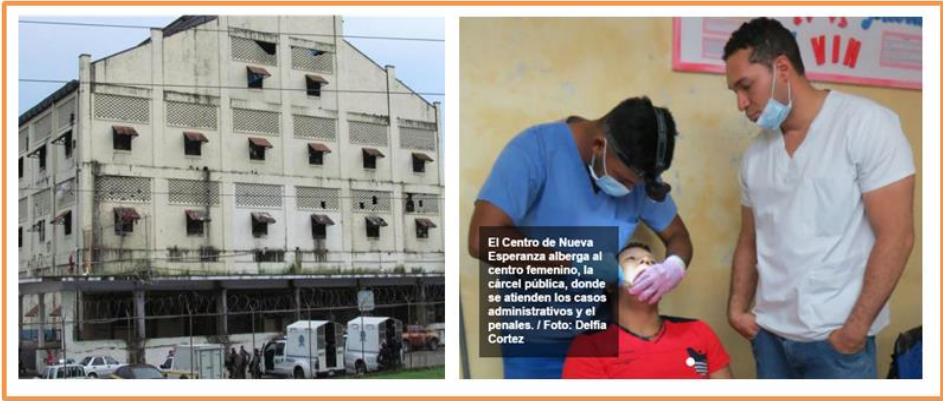 VIH
El Centro de Nueva
Esperanza alberga al
centro femenino, la
cárcel pública, donde
se atienden los casos
administrativos y el
penales. / Foto: Delfia
Cortez